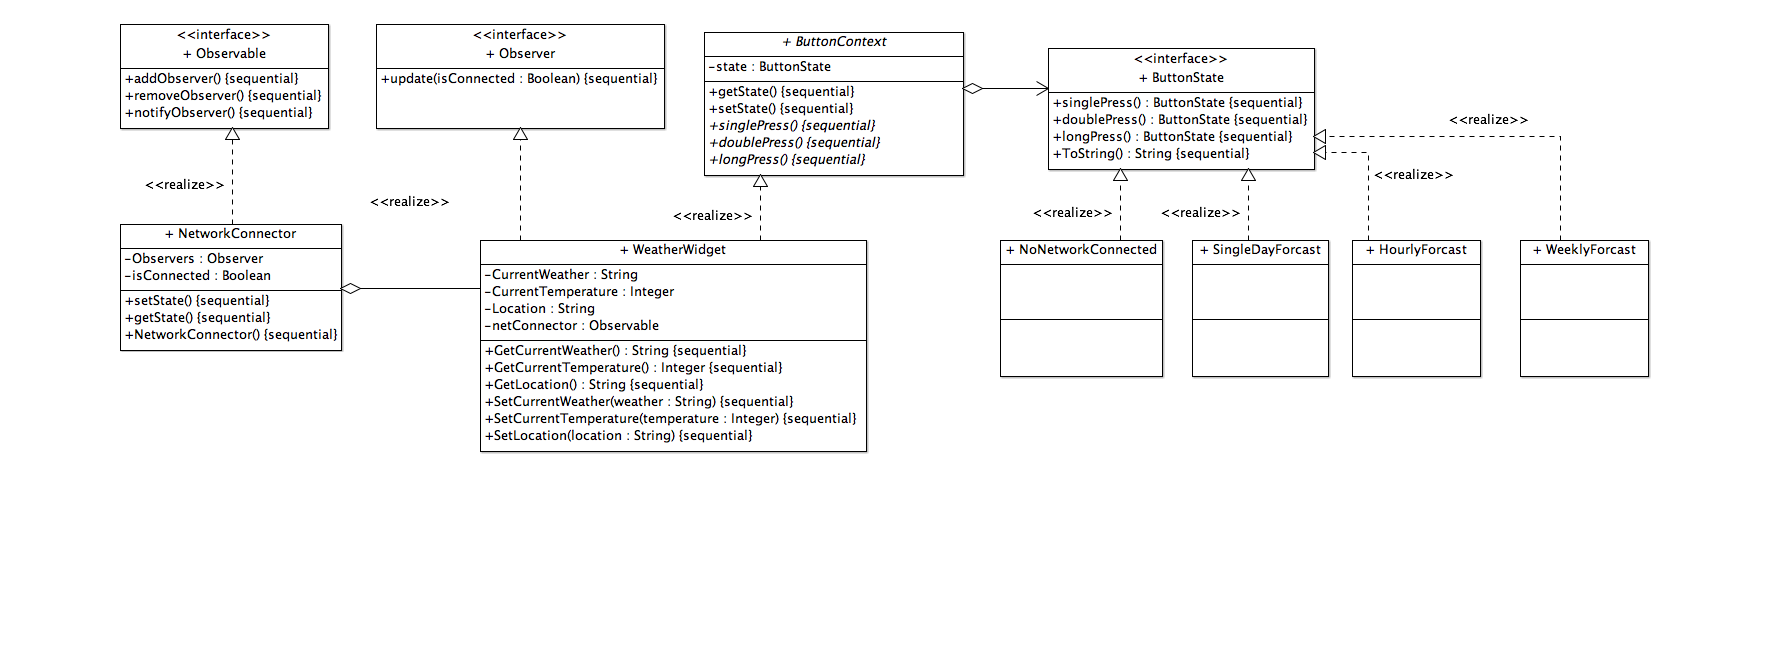 <<interface>>
+ Observable
+addObserver() {sequential}
+removeObserver() {sequential}
+notifyObserver() {sequential}
<<interface>>
+ Observer
+update(isConnected : Boolean) {sequential}
+ ButtonContext
-state : ButtonState
+getState() {sequential}
+setState() {sequential}
+singlePress() {sequential}
+doublePress() {sequential}
+longPress() {sequential}
<<interface>>
+ ButtonState
+singlePress() : ButtonState {sequential}
+doublePress() : ButtonState {sequential}
+longPress() : ButtonState {sequential}
+ToString() : String {sequential}
<<realize>>
<<realize>>
<<realize>>
<<realize>>
<<realize>>
<<realize>>
<<realize>>
+ NetworkConnector
-Observers : Observer
-isConnected : Boolean
+setState() {sequential}
+getState() {sequential}
+NetworkConnector() {sequential}
+ WeatherWidget
-CurrentWeather : String
-CurrentTemperature : Integer
-Location : String
-netConnector : Observable
+GetCurrentWeather() : String {sequential}
+GetCurrentTemperature() : Integer {sequential}
+GetLocation() : String {sequential}
+SetCurrentWeather(weather : String) {sequential}
+SetCurrentTemperature(temperature : Integer) {sequential}
+SetLocation(location : String) {sequential}
+ NoNetworkConnected
+ SingleDayForcast
+ HourlyForcast
+ WeeklyForcast